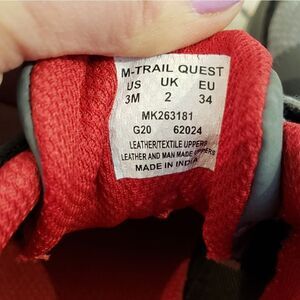 M-TRAIL QUEST
US UK EU
3M 2 34
MK263181
G20 62024
LEATHER/TEXTILE UPPERS
LEATHER AND MAN MADE UPPERS
MADE IN INDIA